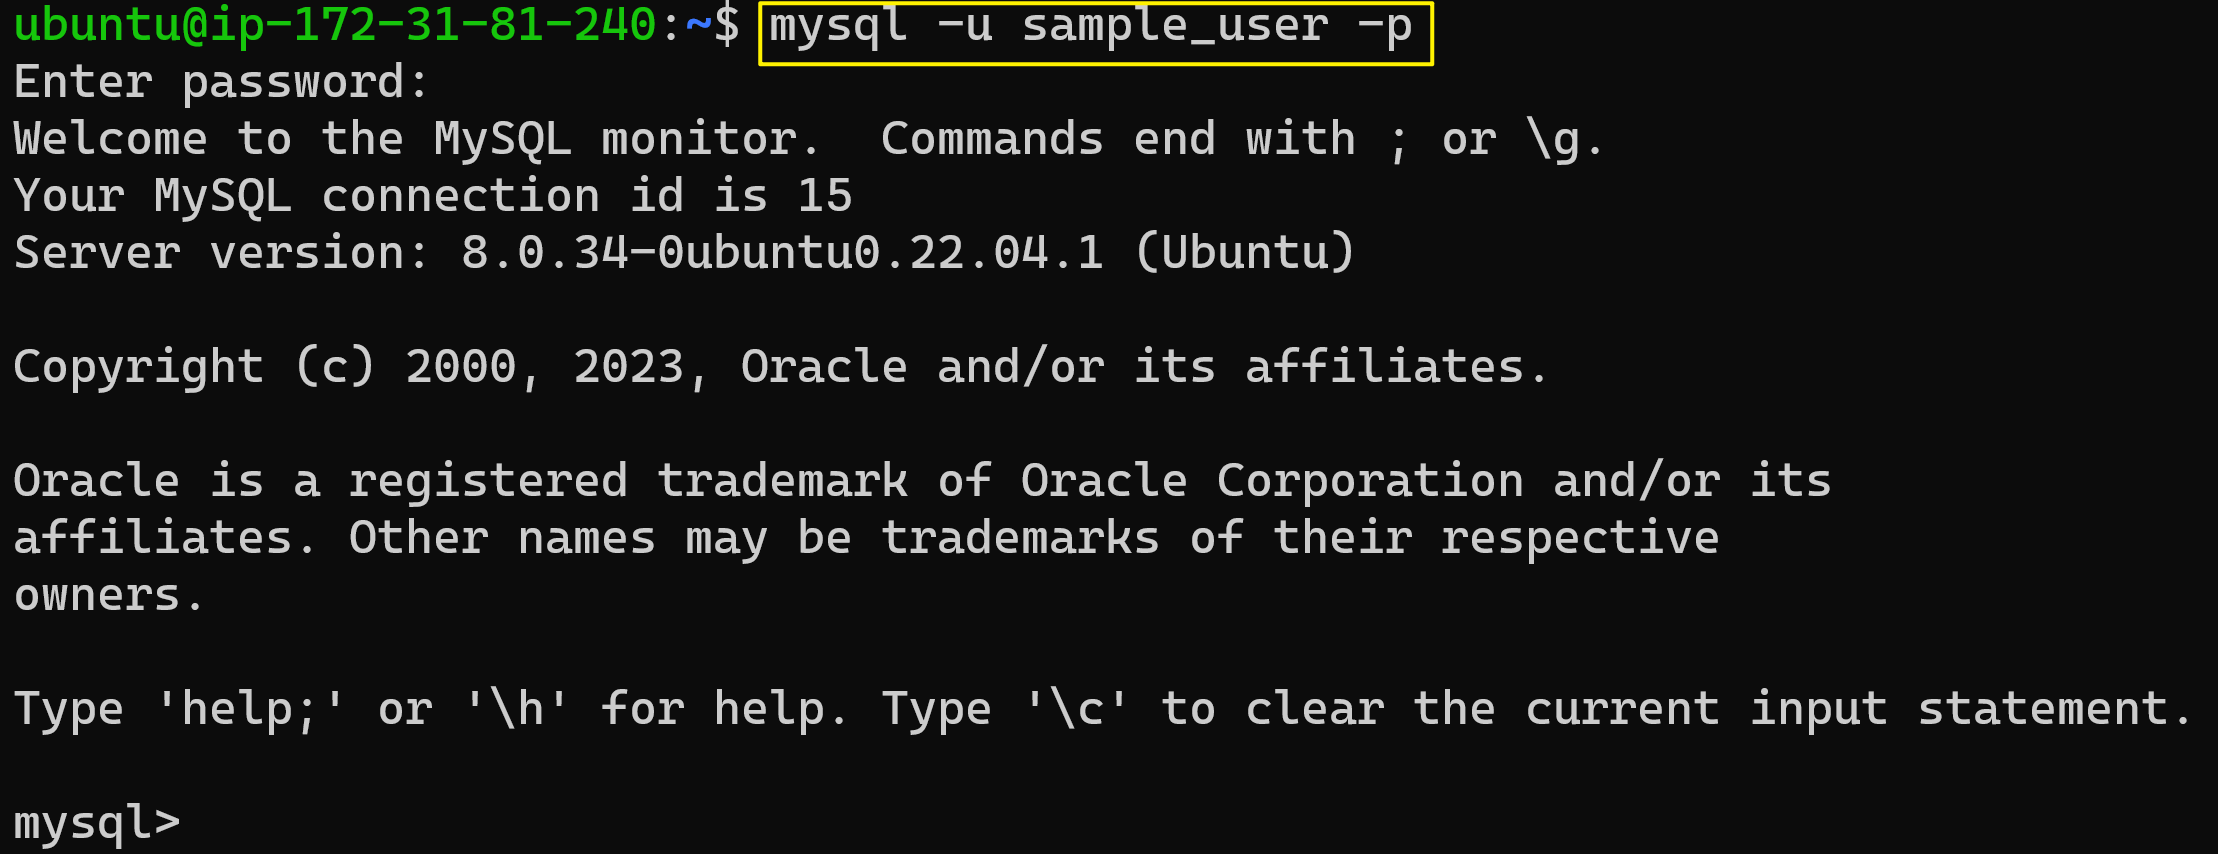 ubuntu@ip-172-31-81-240:~$ mysql -u sample_user -p
Enter password:
Welcome to the MySQL monitor.  Commands end with ; or \g.
Your MySQL connection id is 15
Server version: 8.0.34-0ubuntu0.22.04.1 (Ubuntu)
Copyright (c) 2000, 2023, Oracle and/or its affiliates.
Oracle is a registered trademark of Oracle Corporation and/or its
affiliates. Other names may be trademarks of their respective
owners.
Type 'help;' or '\h' for help. Type '\c' to clear the current input statement.
mysql>